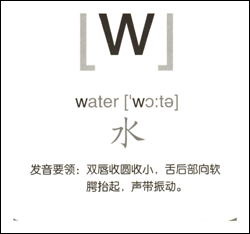 [w]
water ['wɔ:tə]
水
发音要领：双唇收圆收小，舌后部向软
腭抬起，声带振动。